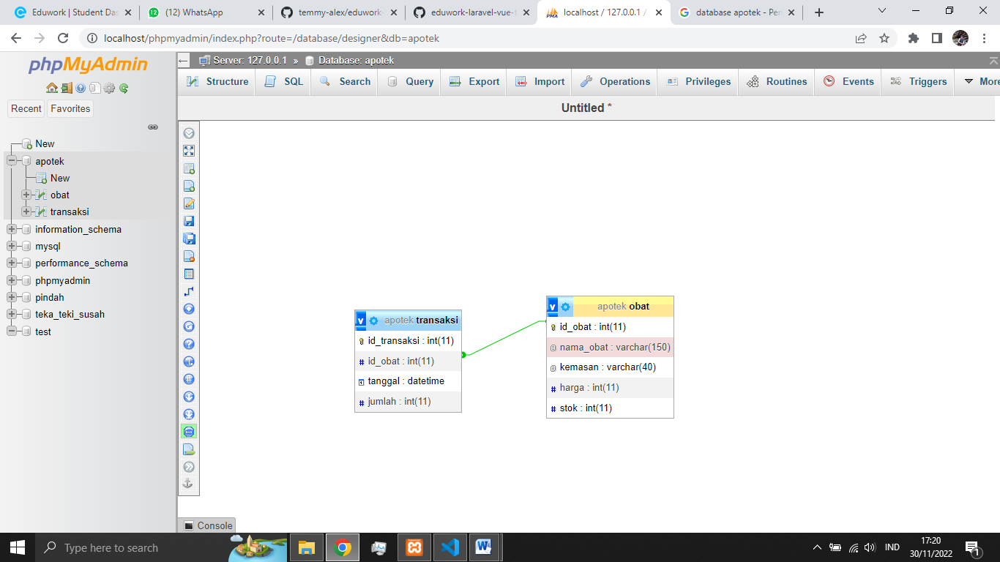 Eduwork | Student Das
(12) WhatsApp
temmy-alex/eduwork-
eduwork-laravel-vue-f
localhost / 127.0.0.1 /
database apotek - Pen
localhost/phpmyadmin/index.php?route=/database/designer&db=apotek
phpMyAdmin
Recent
Favorites
New
apotek
New
obat
transaksi
information_schema
mysql
performance_schema
phpmyadmin
pindah
teka_teki_susah
test
Server: 127.0.0.1 » Database: apotek
Structure
SQL
Search
Query
Export
Import
Operations
Privileges
Routines
Events
Triggers
More
Untitled *
v apotek transaksi
id_transaksi : int(11)
# id_obat : int(11)
tanggal : datetime
# jumlah : int(11)
v apotek obat
id_obat : int(11)
nama_obat : varchar(150)
kemasan : varchar(40)
# harga : int(11)
# stok : int(11)
Console
Type here to search
IND
17:20
30/11/2022
1